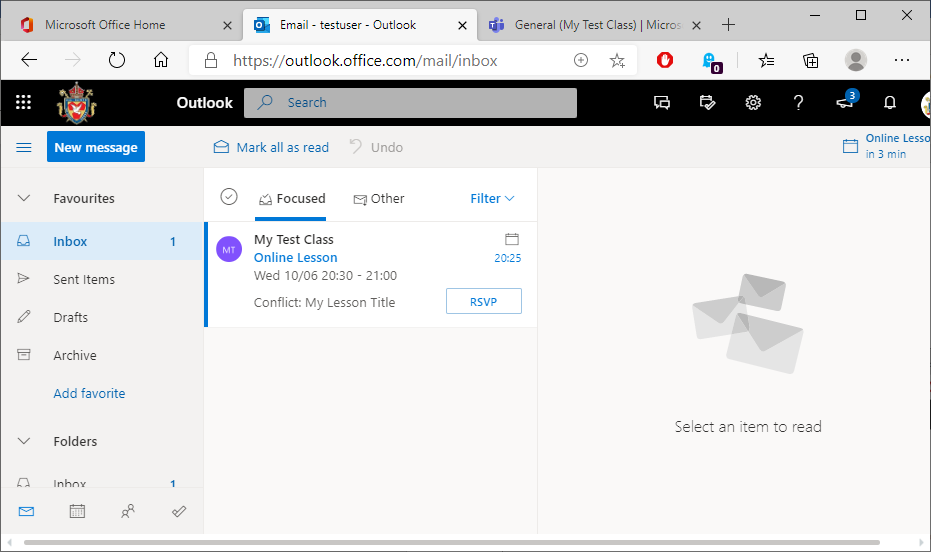 Microsoft Office Home
Email - testuser - Outlook
General (My Test Class) | Micros
https://outlook.office.com/mail/inbox
0
Outlook
Search
3
New message
Mark all as read
Undo
Online Lesso
in 3 min
Favourites
Inbox 1
Sent Items
Drafts
Archive
Add favorite
Folders
Inbox 1
Focused
Other
Filter
MT
My Test Class
Online Lesson 20:25
Wed 10/06 20:30 - 21:00
Conflict: My Lesson Title
RSVP
Select an item to read